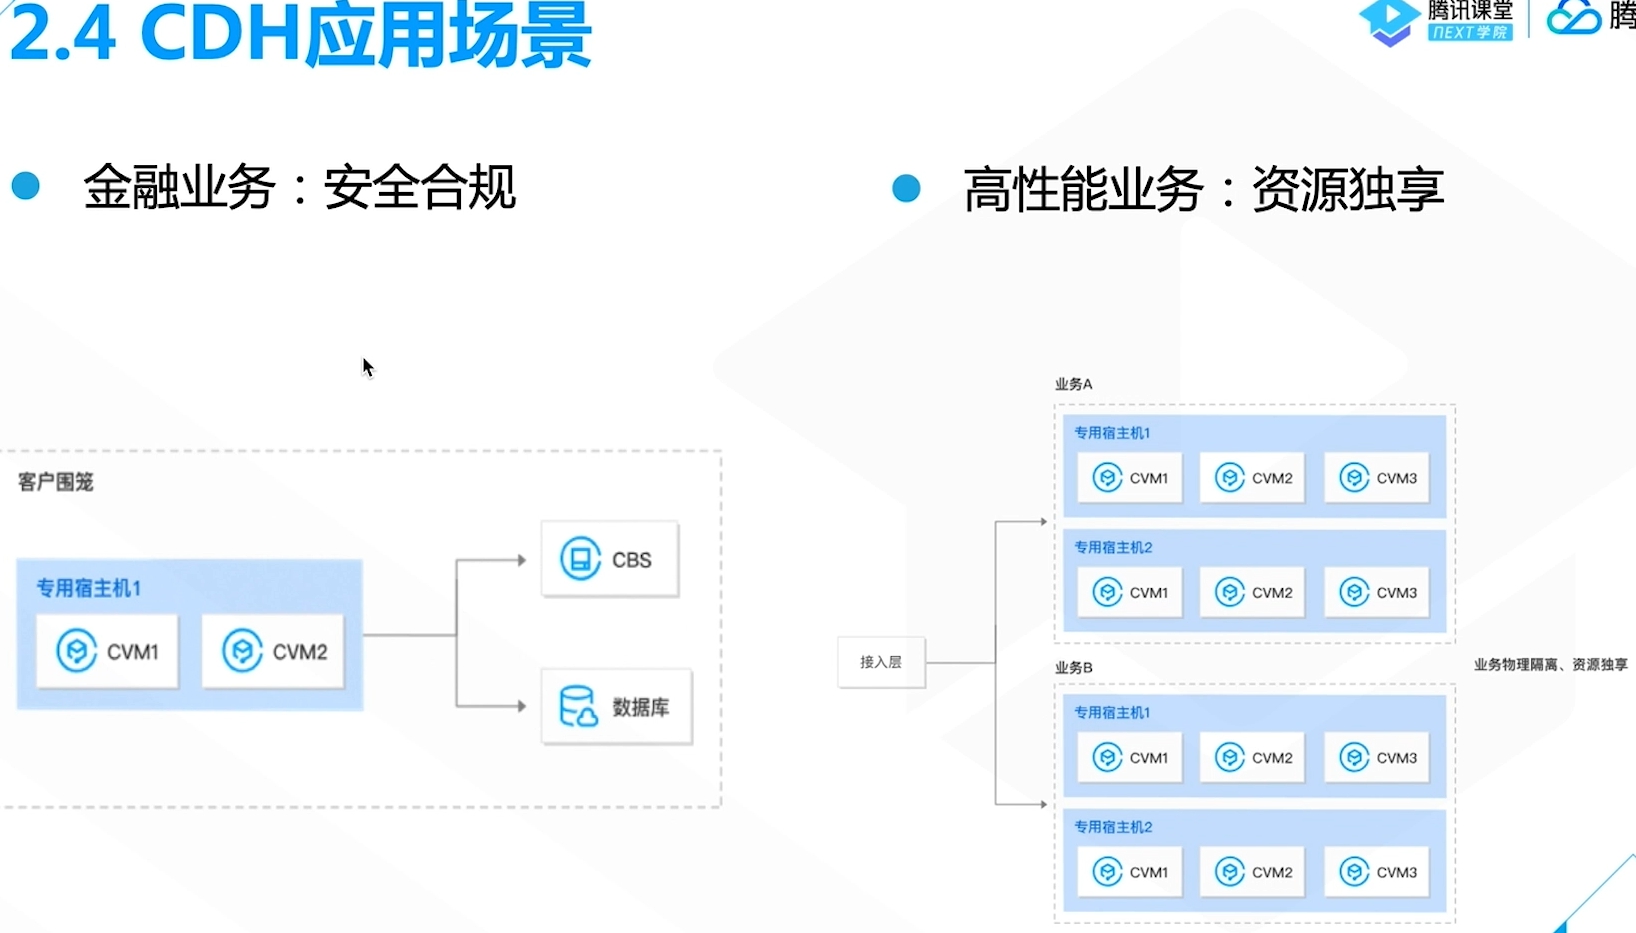 2.4 CDH应用场景
腾讯课堂
NEXT学院
腾
金融业务：安全合规
高性能业务：资源独享
客户围笼
专用宿主机1
CVM1
CVM2
CBS
数据库
接入层
业务A
专用宿主机1
CVM1
CVM2
CVM3
专用宿主机2
CVM1
CVM2
CVM3
业务B
专用宿主机1
CVM1
CVM2
CVM3
专用宿主机2
CVM1
CVM2
CVM3
业务物理隔离、资源独享